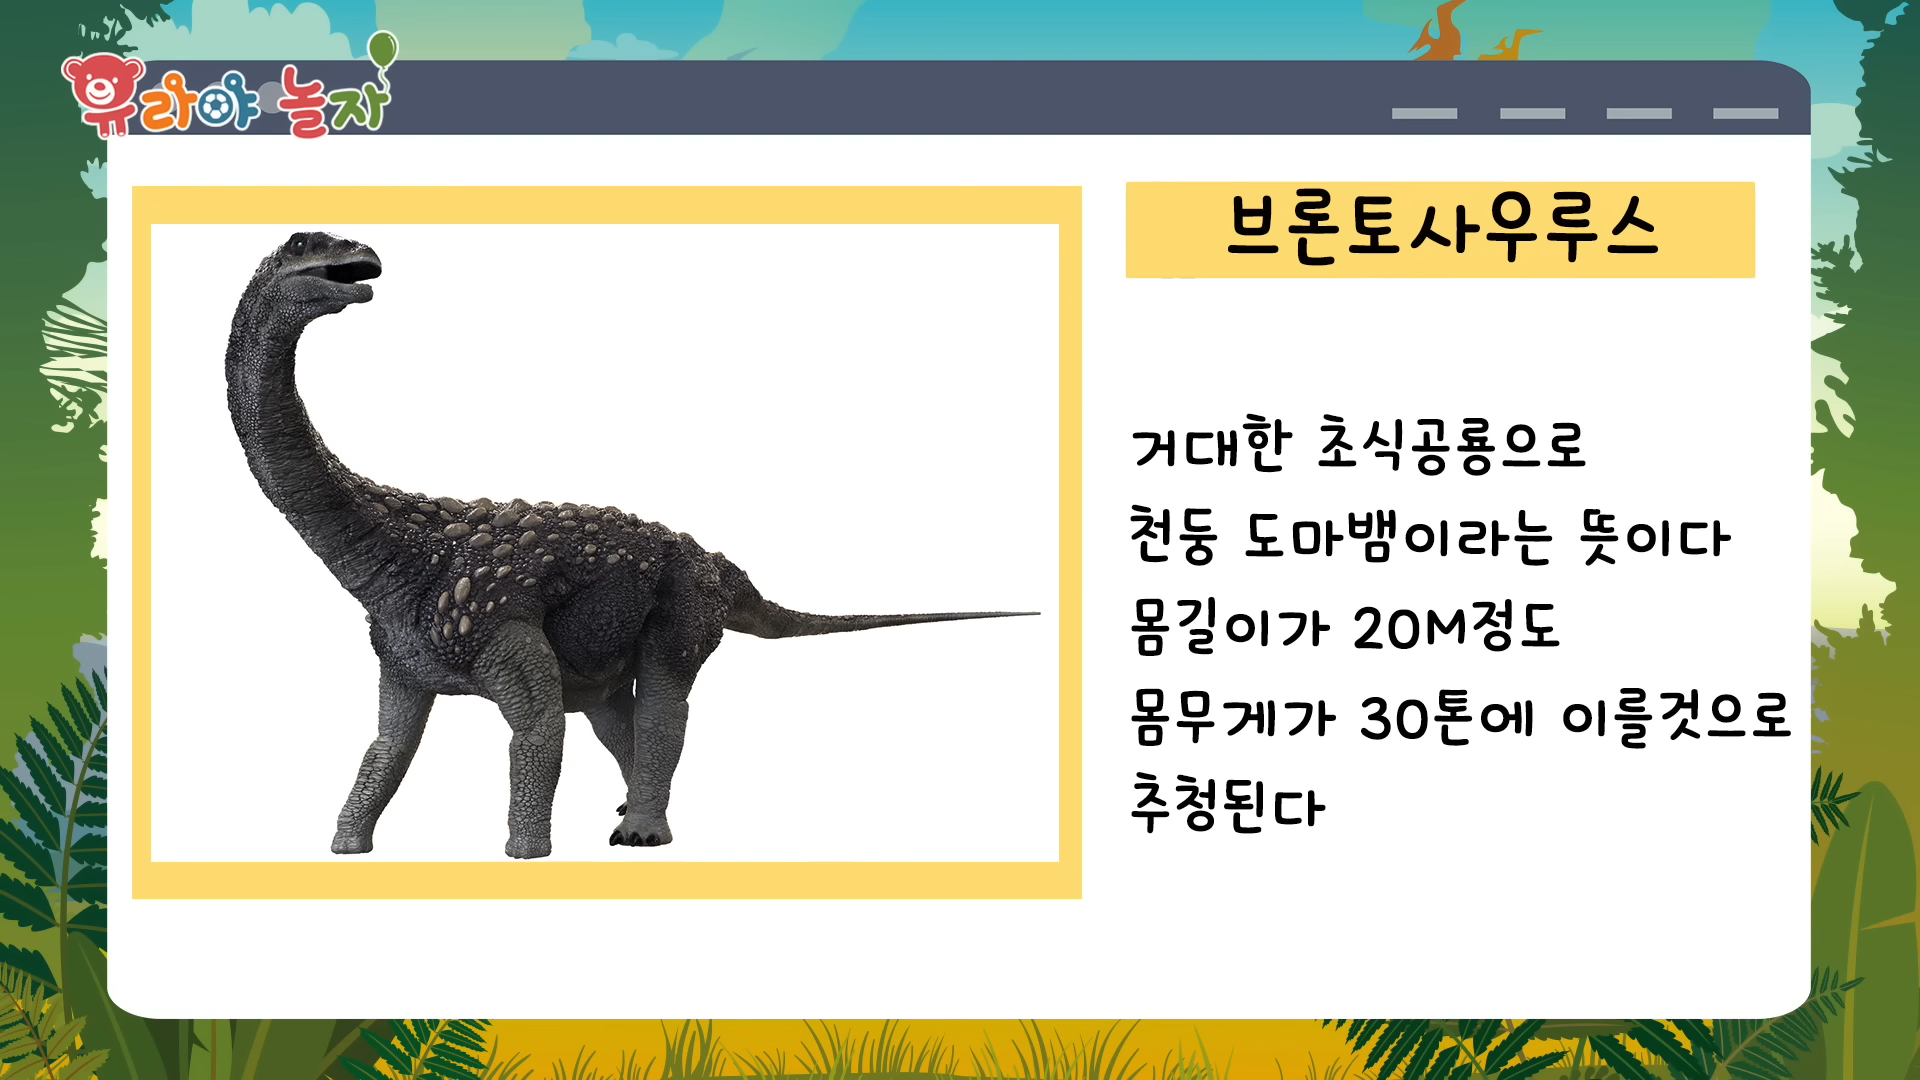 유라야 놀자
브론토사우루스
거대한 초식공룡으로
천둥 도마뱀이라는 뜻이다
몸길이가 20M정도
몸무게가 30톤에 이를것으로
추청된다